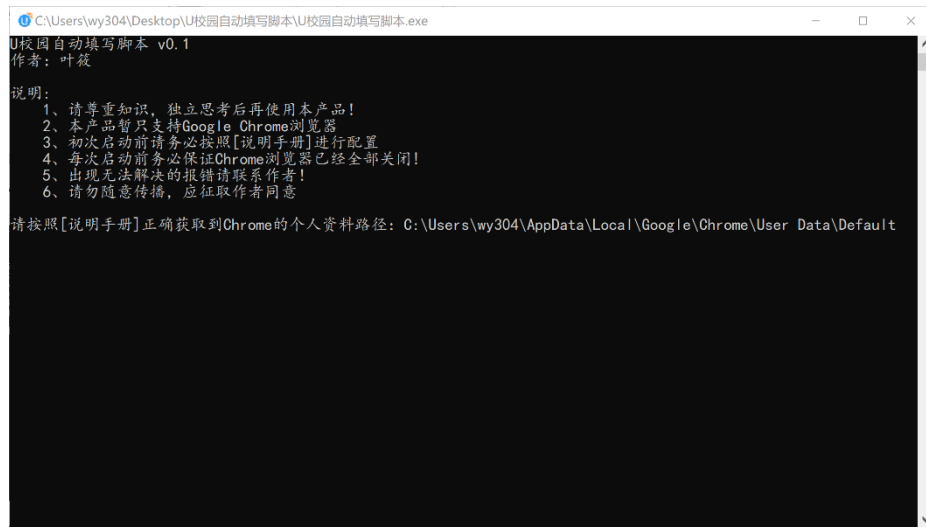 C:\Users\wy304\Desktop\U校园自动填写脚本\U校园自动填写脚本.exe
U校园自动填写脚本 v0.1
作者: 叶筱
说明:
1、请尊重知识, 独立思考后再使用本产品!
2、本产品暂只支持Google Chrome浏览器
3、初次启动前请务必按照[说明手册]进行配置
4、每次启动前务必保证Chrome浏览器已经全部关闭!
5、出现无法解决的报错请联系作者!
6、请勿随意传播, 应征取作者同意
请按照[说明手册]正确获取到Chrome的个人资料路径: C:\Users\wy304\AppData\Local\Google\Chrome\User Data\Default